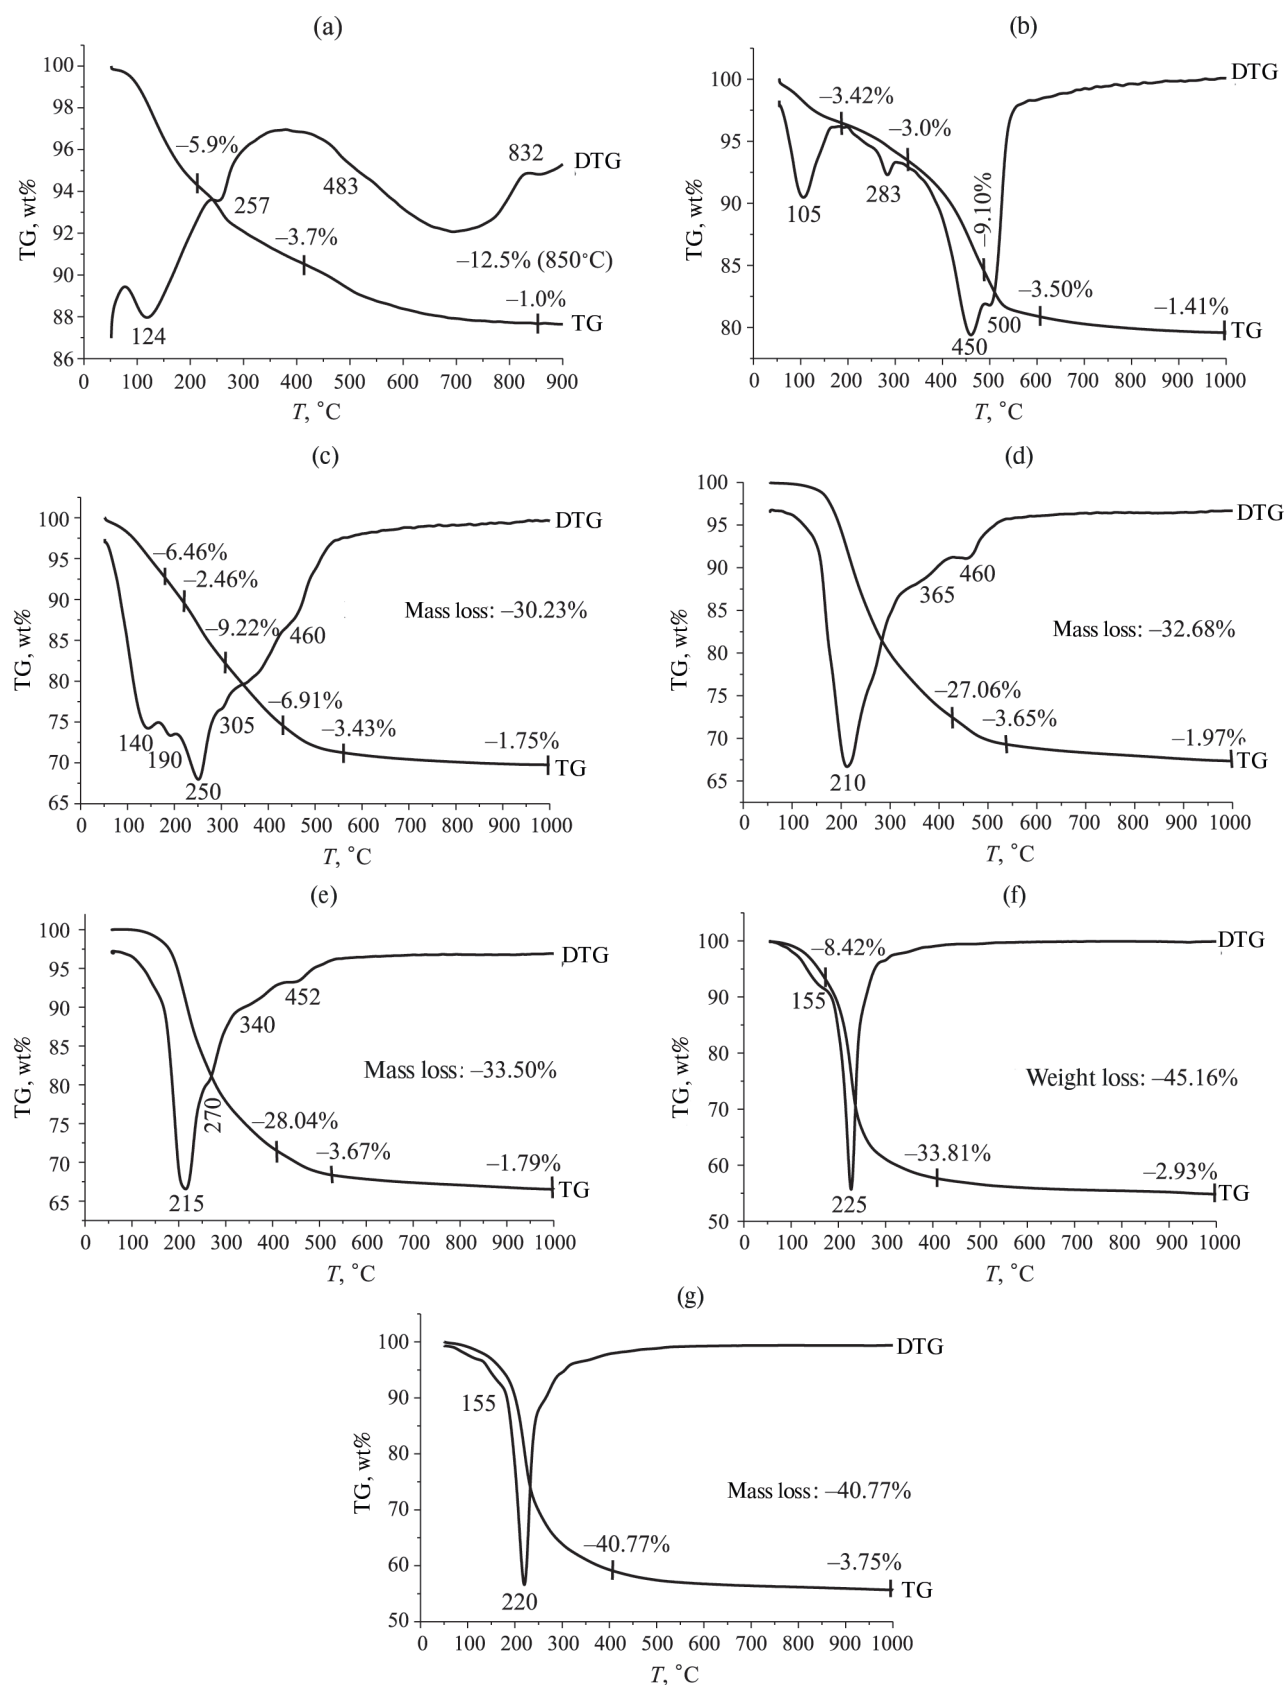 (a)
TG, wt%
100
98
96
94
92
90
88
86
–5.9%
257
483
832
DTG
–3.7%
–12.5% (850°C)
–1.0%
TG
124
0 100 200 300 400 500 600 700 800 900
T, °C
(b)
TG, wt%
100
95
90
85
80
DTG
–3.42%
–3.0%
105
283
–9.10%
–3.50%
–1.41%
TG
500
450
0 100 200 300 400 500 600 700 800 900 1000
T, °C
(c)
TG, wt%
100
95
90
85
80
75
70
65
DTG
–6.46%
–2.46%
–9.22%
460
Mass loss: –30.23%
–6.91%
305
–3.43%
–1.75%
140
190
TG
250
0 100 200 300 400 500 600 700 800 900 1000
T, °C
(d)
TG, wt%
100
95
90
85
80
75
70
65
DTG
460
365
Mass loss: –32.68%
–27.06%
–3.65%
–1.97%
TG
210
0 100 200 300 400 500 600 700 800 900 1000
T, °C
(e)
TG, wt%
100
95
90
85
80
75
70
65
DTG
452
340
Mass loss: –33.50%
270
–28.04%
–3.67%
–1.79%
TG
215
0 100 200 300 400 500 600 700 800 900 1000
T, °C
(f)
TG, wt%
100
90
80
70
60
50
DTG
–8.42%
155
Weight loss: –45.16%
–33.81%
–2.93%
TG
225
0 100 200 300 400 500 600 700 800 900 1000
T, °C
(g)
TG, wt%
100
90
80
70
60
50
DTG
155
Mass loss: –40.77%
–40.77%
–3.75%
TG
220
0 100 200 300 400 500 600 700 800 900 1000
T, °C